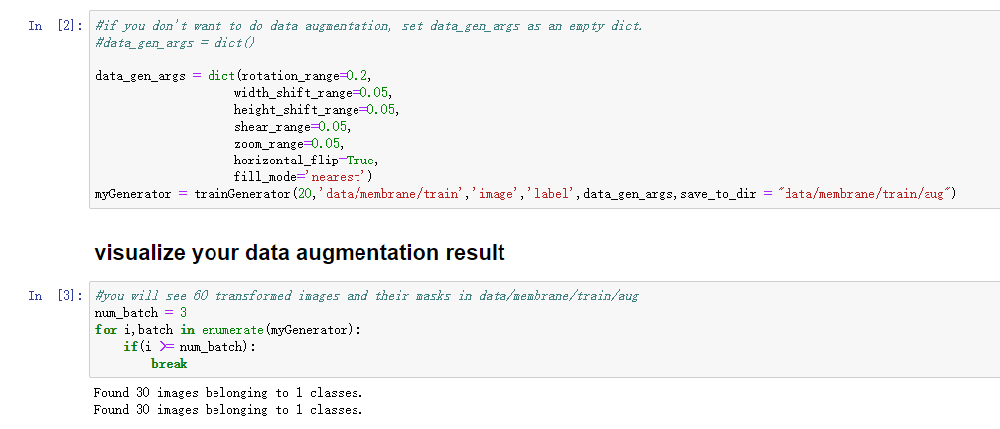 In [2]: #if you don't want to do data augmentation, set data_gen_args as an empty dict.
#data_gen_args = dict()
data_gen_args = dict(rotation_range=0.2,
width_shift_range=0.05,
height_shift_range=0.05,
shear_range=0.05,
zoom_range=0.05,
horizontal_flip=True,
fill_mode='nearest')
myGenerator = trainGenerator(20,'data/membrane/train','image','label',data_gen_args,save_to_dir = "data/membrane/train/aug")
visualize your data augmentation result
In [3]: #you will see 60 transformed images and their masks in data/membrane/train/aug
num_batch = 3
for i,batch in enumerate(myGenerator):
if(i >= num_batch):
break
Found 30 images belonging to 1 classes.
Found 30 images belonging to 1 classes.